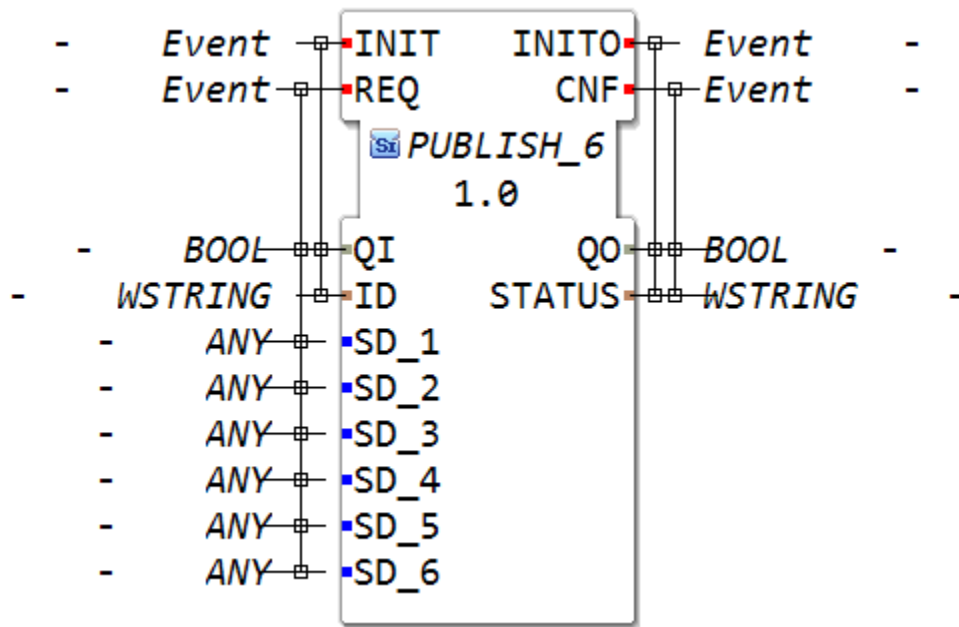 - Event INIT INITO Event -
- Event REQ CNF Event -
Si PUBLISH_6
1.0
- BOOL QI QO BOOL -
- WSTRING ID STATUS WSTRING -
- ANY SD_1
- ANY SD_2
- ANY SD_3
- ANY SD_4
- ANY SD_5
- ANY SD_6